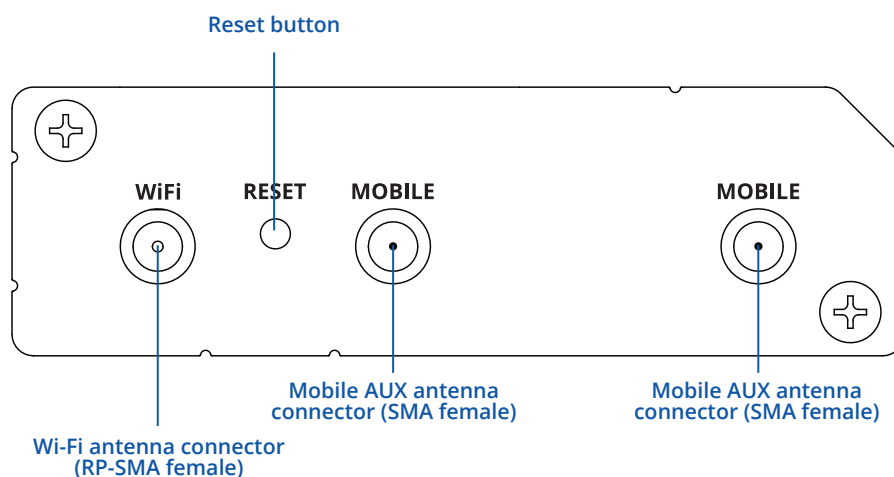 Reset button
WiFi
RESET
MOBILE
MOBILE
Mobile AUX antenna
connector (SMA female)
Mobile AUX antenna
connector (SMA female)
Wi-Fi antenna connector
(RP-SMA female)